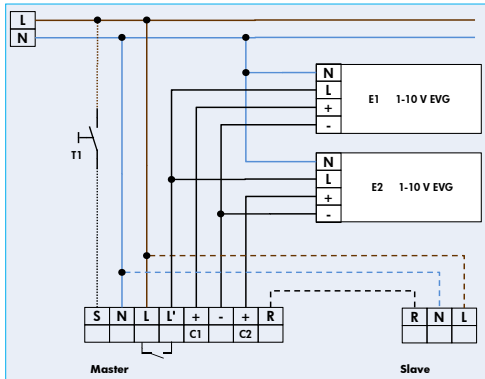 L
N
N
L
+
-
E1 1-10 V EVG
T1
N
L
+
-
E2 1-10 V EVG
S N L L' + - + R
C1 C2
R N L
Master
Slave